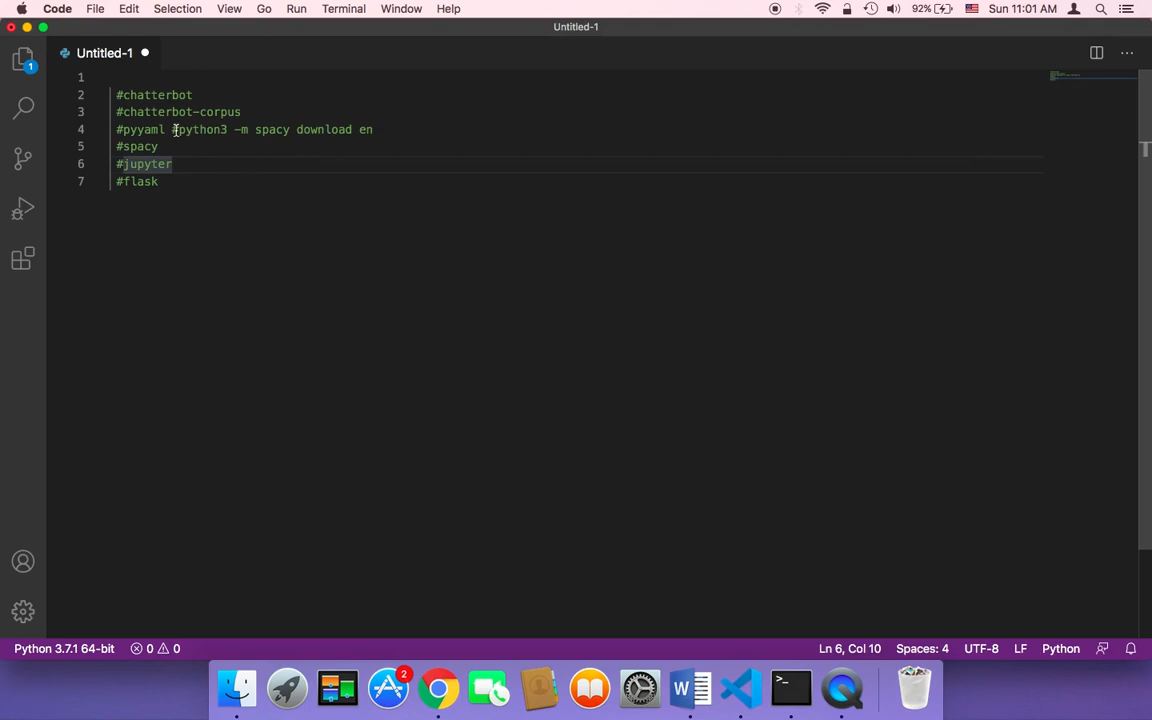 Code File Edit Selection View Go Run Terminal Window Help 92% Sun 11:01 AM
Untitled-1
1
Untitled-1
1
2 #chatterbot
3 #chatterbot-corpus
4 #pyyaml #python3 -m spacy download en
5 #spacy
6 #jupyter
7 #flask
Python 3.7.1 64-bit 0 0 Ln 6, Col 10 Spaces: 4 UTF-8 LF Python
2